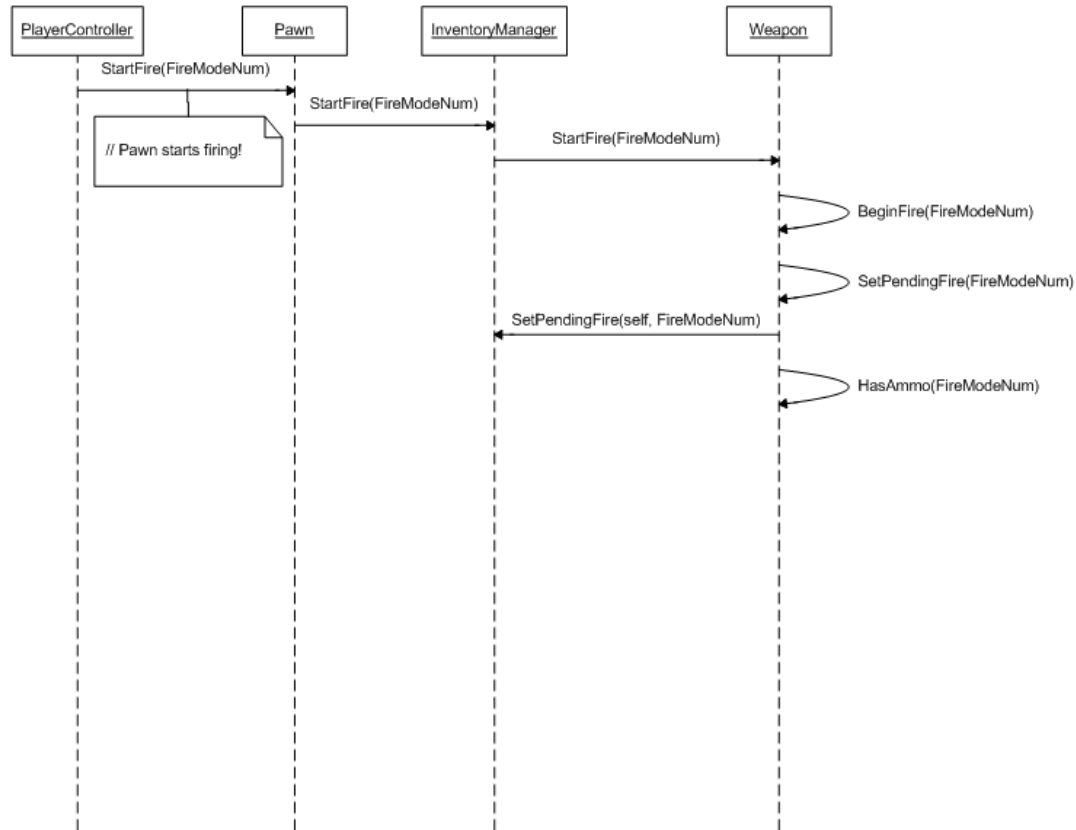 PlayerController
Pawn
InventoryManager
Weapon
StartFire(FireModeNum)
StartFire(FireModeNum)
// Pawn starts firing!
StartFire(FireModeNum)
BeginFire(FireModeNum)
SetPendingFire(FireModeNum)
SetPendingFire(self, FireModeNum)
HasAmmo(FireModeNum)